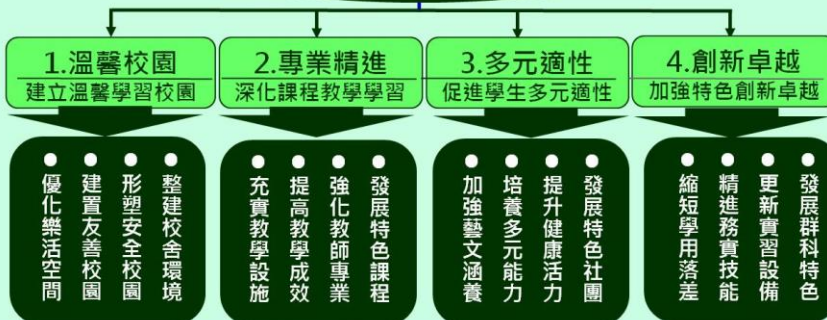 1.溫馨校園
建立溫馨學習校園
2.專業精進
深化課程教學學習
3.多元適性
促進學生多元適性
4.創新卓越
加強特色創新卓越
● 整建校舍環境
● 形塑安全校園
● 建置友善校園
● 優化樂活空間
● 發展特色課程
● 強化教師專業
● 提高教學成效
● 充實教學設施
● 發展特色社團
● 提升健康活力
● 培養多元能力
● 加強藝文涵養
● 發展群科特色
● 更新實習設備
● 精進務實技能
● 縮短學用落差